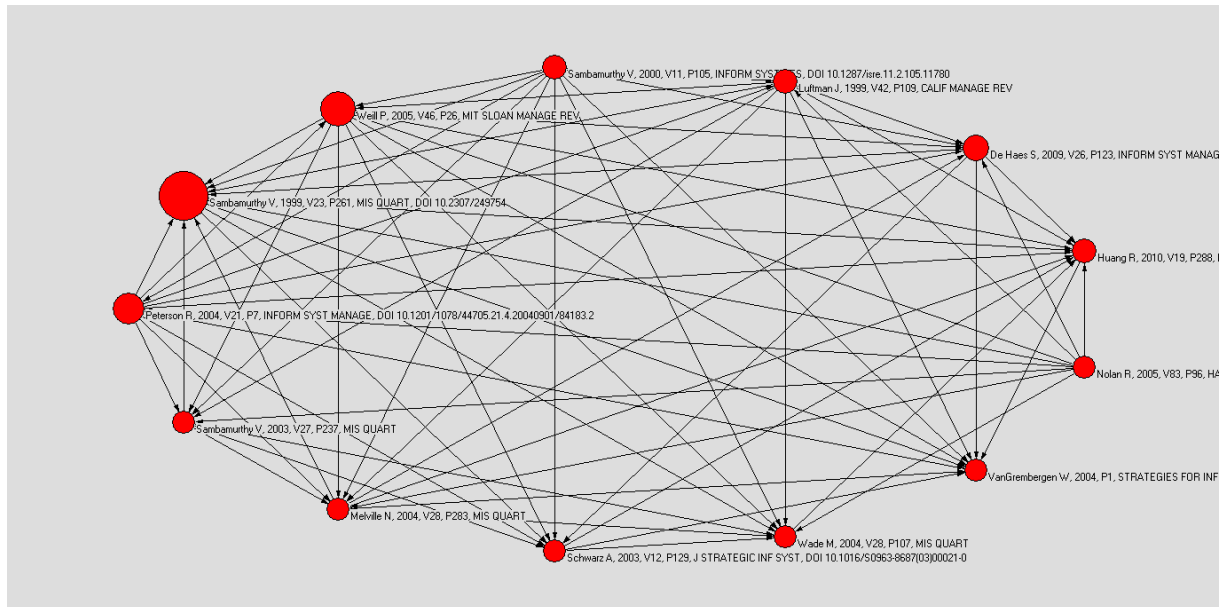 Sambamurthy V, 2000, V11, P105, INFORM SYST RES, DOI 10.1287/isre.11.2.105.11780
Luftman J, 1999, V42, P109, CALIF MANAGE REV
Weill P, 2005, V46, P26, MIT SLOAN MANAGE REV
De Haes S, 2009, V26, P123, INFORM SYST MANAG
Sambamurthy V, 1999, V23, P261, MIS QUART, DOI 10.2307/249754
Huang R, 2010, V19, P288,
Peterson R, 2004, V21, P7, INFORM SYST MANAGE, DOI 10.1201/1078/44705.21.4.20040901/84183.2
Nolan R, 2005, V83, P96, HA
Sambamurthy V, 2003, V27, P237, MIS QUART
VanGrembergen W, 2004, P1, STRATEGIES FOR INF
Melville N, 2004, V28, P283, MIS QUART
Wade M, 2004, V28, P107, MIS QUART
Schwarz A, 2003, V12, P129, J STRATEGIC INF SYST, DOI 10.1016/S0963-8687(03)00021-0